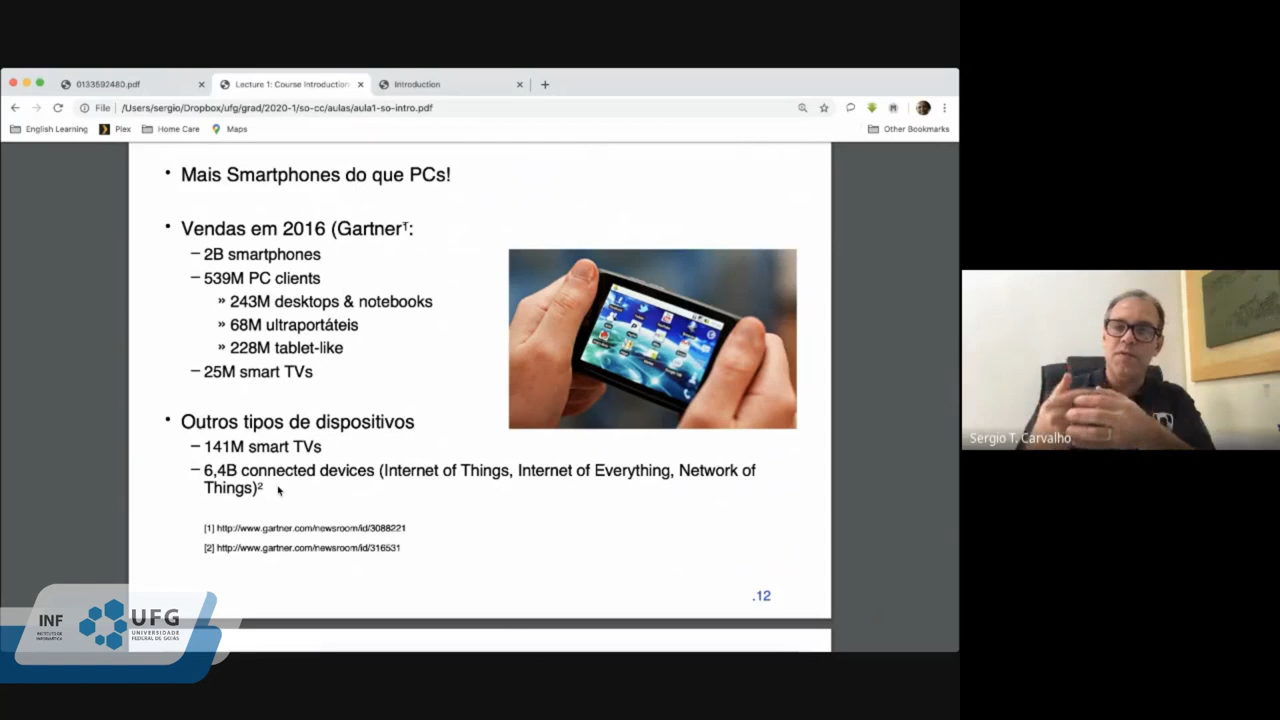 0133592480.pdf
Lecture 1: Course Introduction
Introduction
File
/Users/sergio/Dropbox/ufg/grad/2020-1/so-cc/aulas/aula1-so-intro.pdf
English Learning
Plex
Home Care
Maps
Other Bookmarks
• Mais Smartphones do que PCs!
• Vendas em 2016 (Gartnerᵀ:
– 2B smartphones
– 539M PC clients
» 243M desktops & notebooks
» 68M ultraportáteis
» 228M tablet-like
– 25M smart TVs
• Outros tipos de dispositivos
– 141M smart TVs
– 6,4B connected devices (Internet of Things, Internet of Everything, Network of
Things)²
[1] http://www.gartner.com/newsroom/id/3088221
[2] http://www.gartner.com/newsroom/id/316531
.12
Sergio T. Carvalho
INF
INSTITUTO DE
INFORMÁTICA
UFG
UNIVERSIDADE
FEDERAL DE GOIÁS